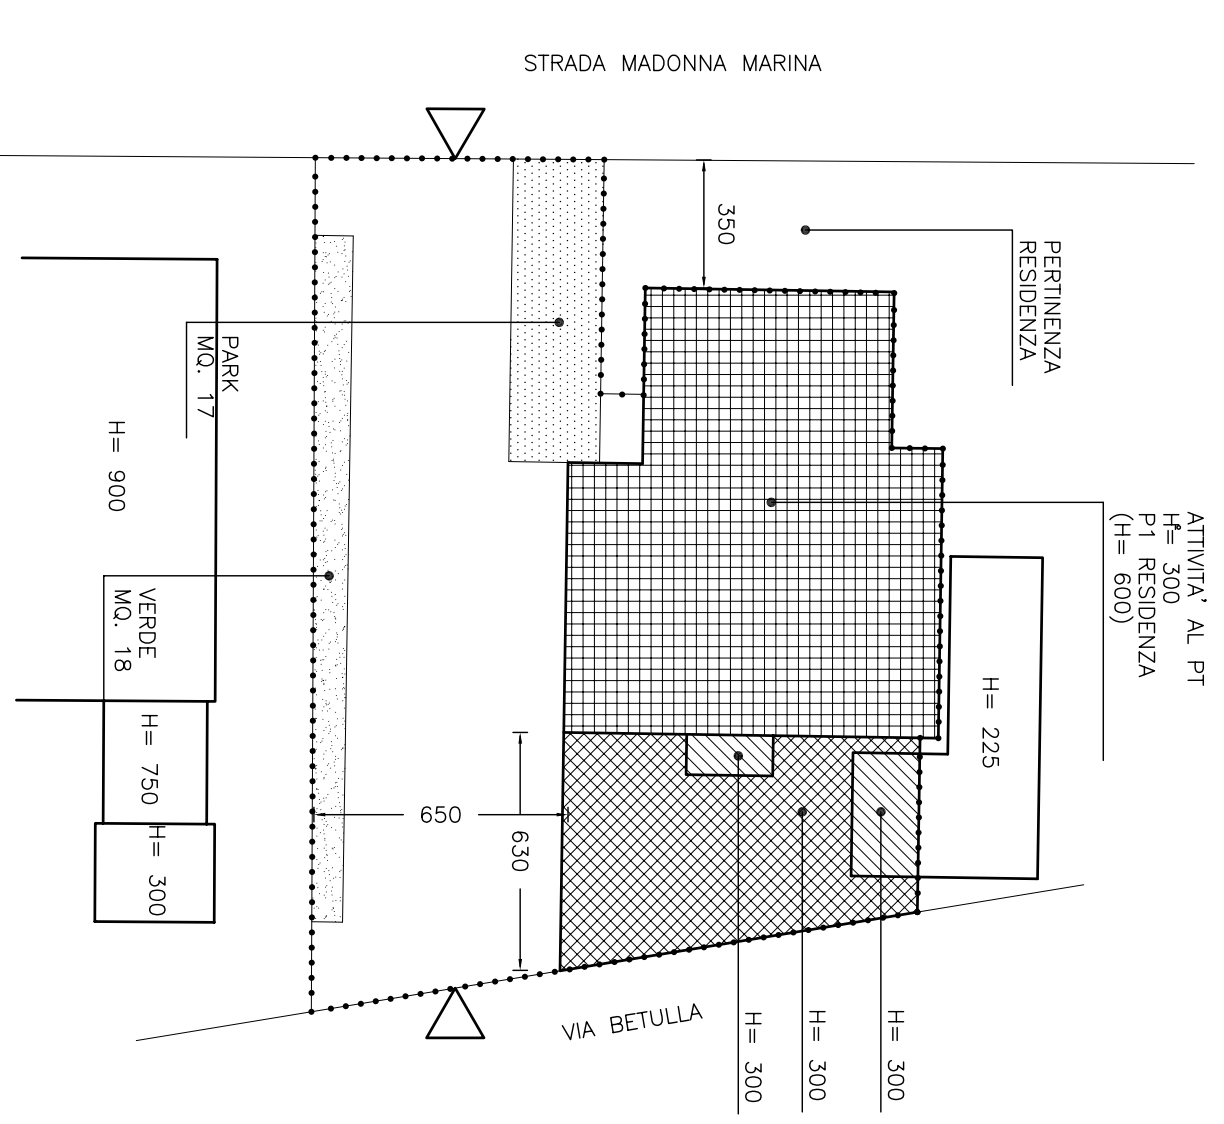 STRADA MADONNA MARINA
350
PERTINENZA
RESIDENZA
PARK
MQ. 17
H= 900
ATTIVITA' AL PT
H= 300
P1 RESIDENZA
(H= 600)
VERDE
MQ. 18
H= 225
H= 750
650
630
H= 300
VIA BETULLA
H= 300
H= 300
H= 300